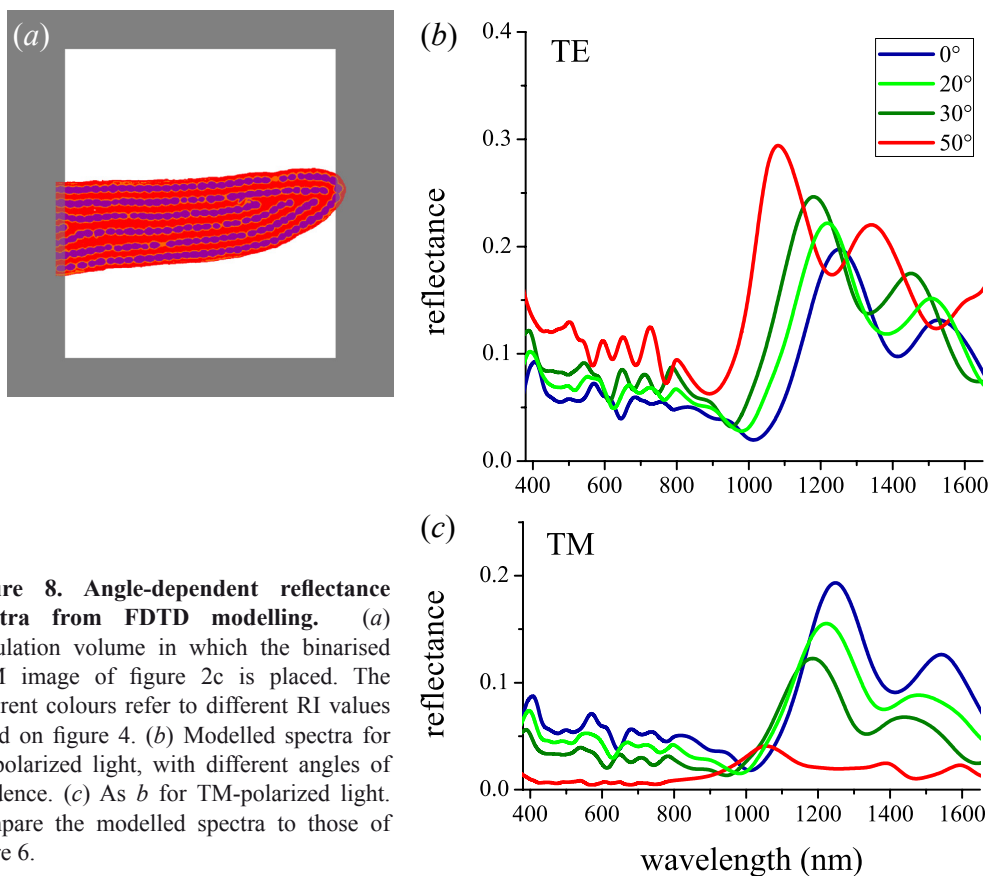 (a)
(b)
TE
0°
20°
30°
50°
0.4
0.3
0.2
0.1
0.0
reflectance
400 600 800 1000 1200 1400 1600
(c)
TM
0.2
0.1
0.0
reflectance
400 600 800 1000 1200 1400 1600
wavelength (nm)
ure 8. Angle-dependent reflectance
tra from FDTD modelling. (a)
ulation volume in which the binarised
M image of figure 2c is placed. The
erent colours refer to different RI values
d on figure 4. (b) Modelled spectra for
polarized light, with different angles of
lence. (c) As b for TM-polarized light.
pare the modelled spectra to those of
re 6.